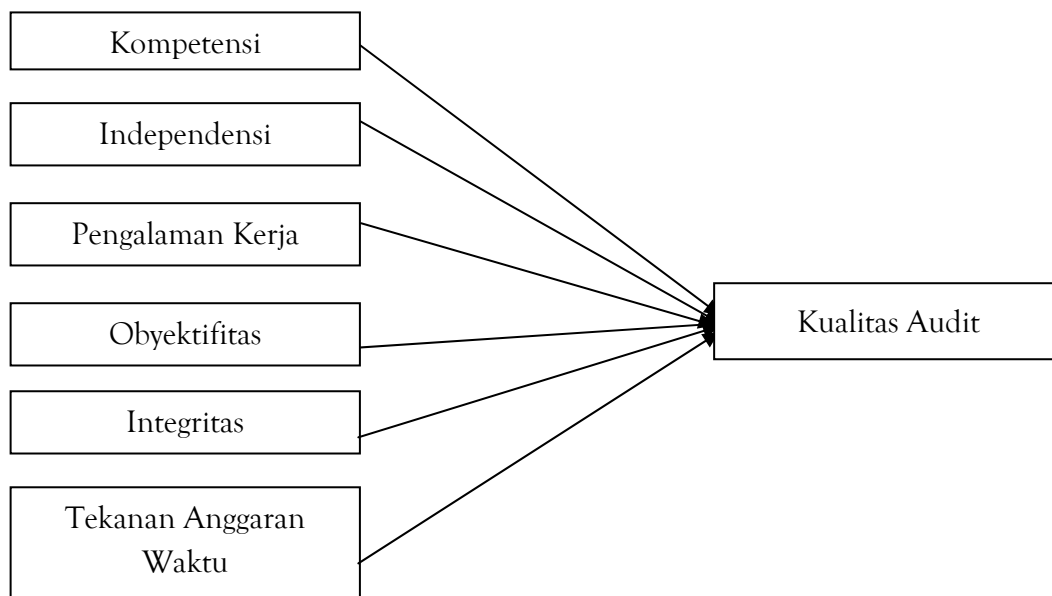 Kompetensi
Independensi
Pengalaman Kerja
Obyektifitas
Integritas
Tekanan Anggaran
Waktu
Kualitas Audit